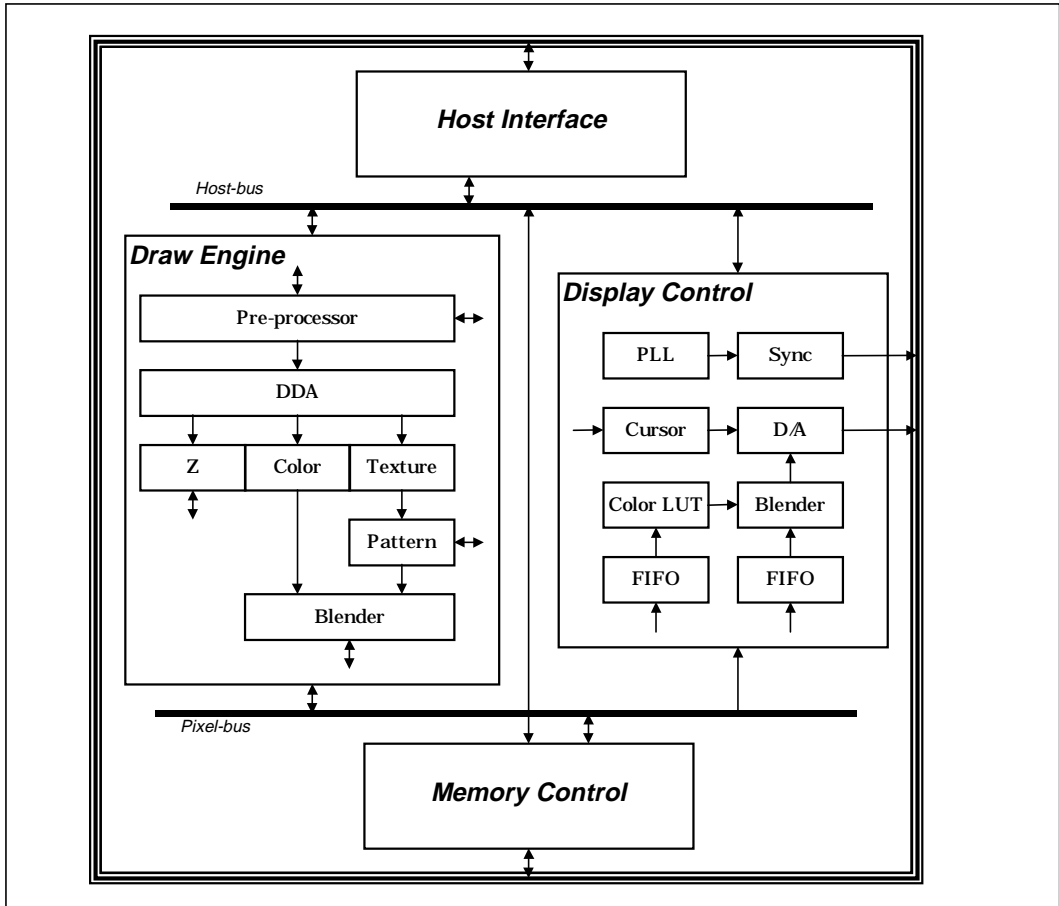 Host Interface
Host-bus
Draw Engine
Pre-processor
DDA
Z
Color
Texture
Pattern
Blender
Display Control
PLL
Sync
Cursor
D/A
Color LUT
Blender
FIFO
FIFO
Pixel-bus
Memory Control